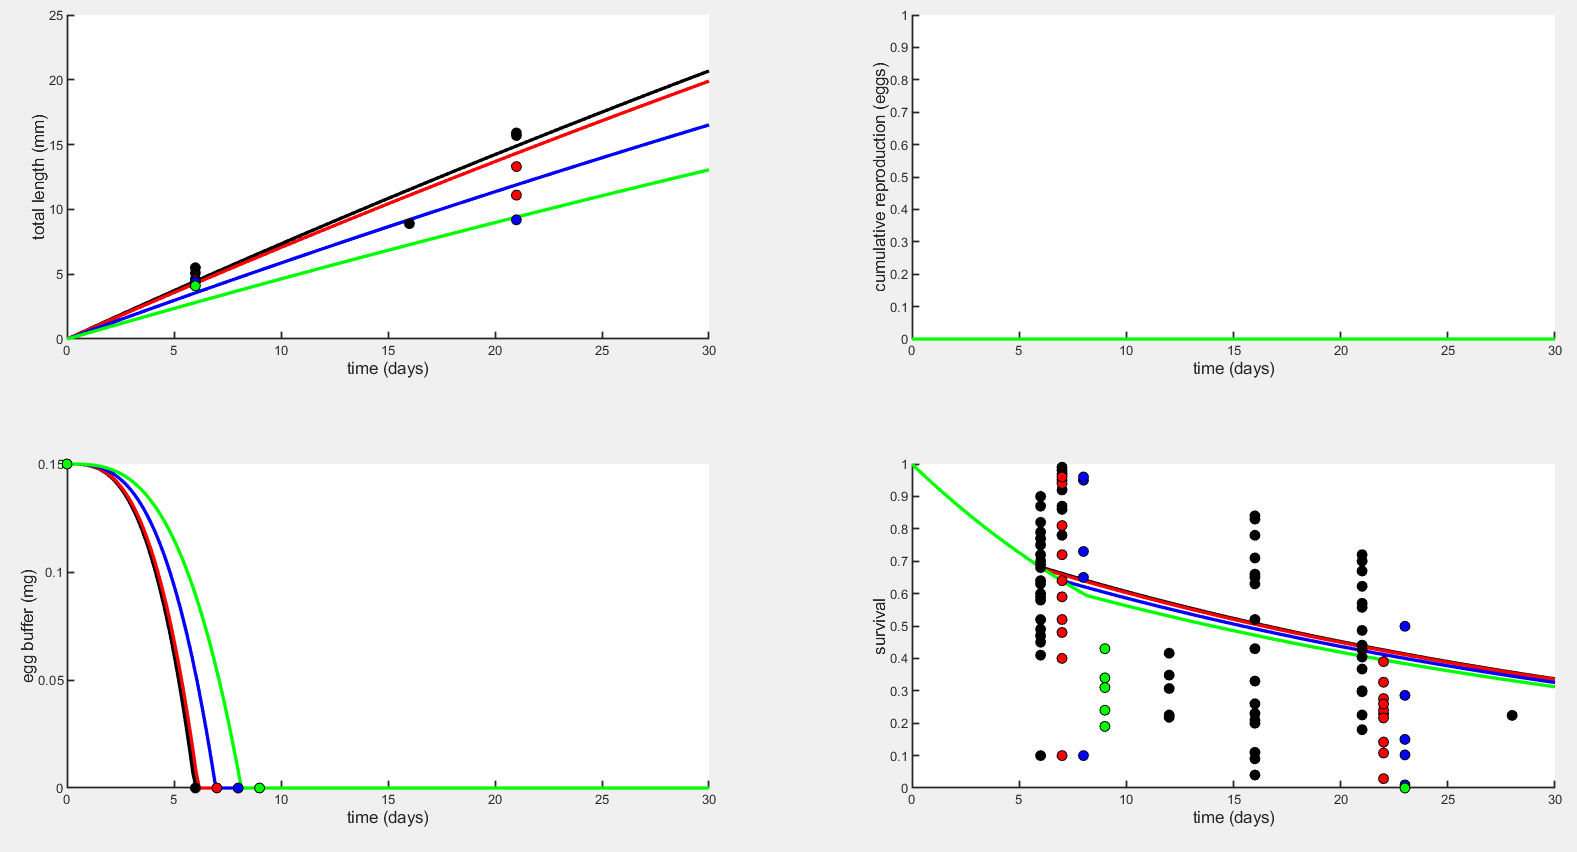 total length (mm)
25
20
15
10
5
0
0 5 10 15 20 25 30
time (days)
cumulative reproduction (eggs)
1
0.9
0.8
0.7
0.6
0.5
0.4
0.3
0.2
0.1
0
0 5 10 15 20 25 30
time (days)
egg buffer (mg)
0.15
0.1
0.05
0
0 5 10 15 20 25 30
time (days)
survival
1
0.9
0.8
0.7
0.6
0.5
0.4
0.3
0.2
0.1
0
0 5 10 15 20 25 30
time (days)